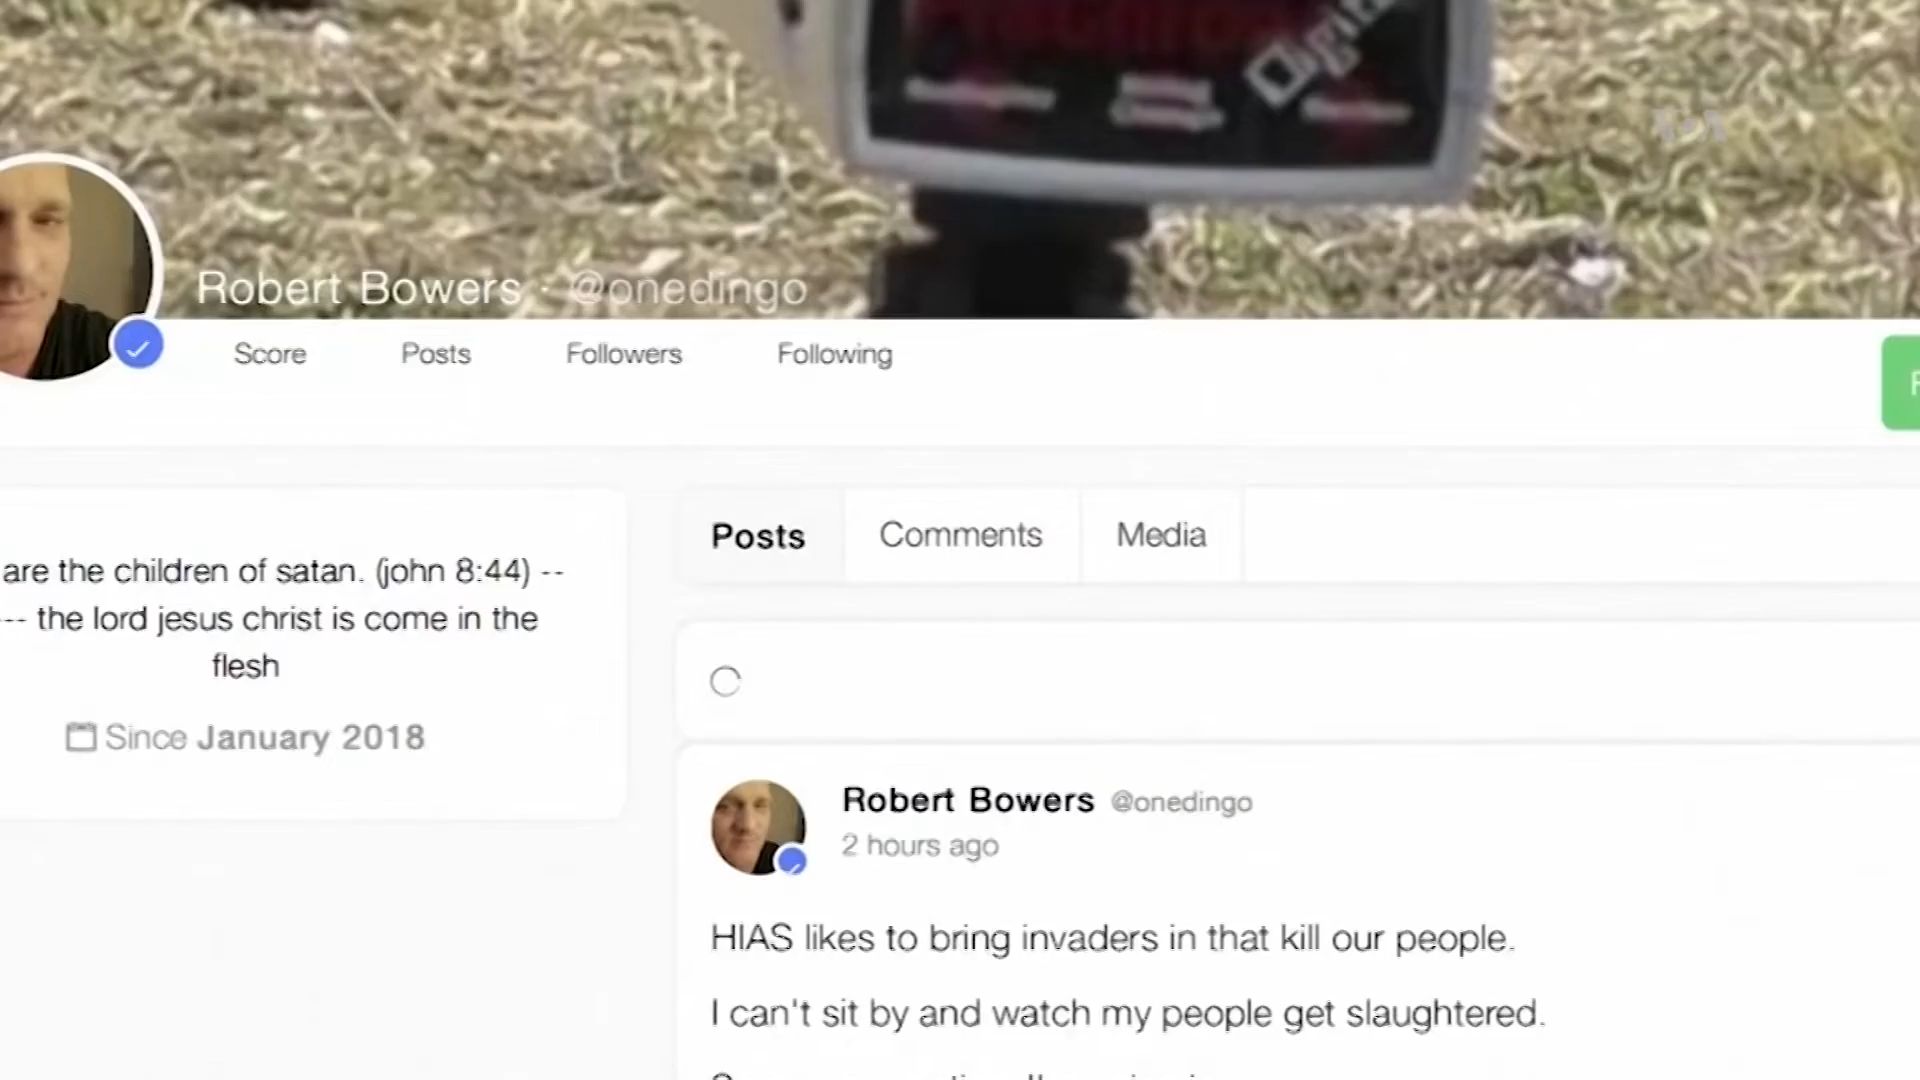 Digital
VOA
Robert Bowers · @onedingo
Score
Posts
Followers
Following
are the children of satan. (john 8:44) --
--- the lord jesus christ is come in the
flesh
Since January 2018
Posts
Comments
Media
Robert Bowers @onedingo
2 hours ago
HIAS likes to bring invaders in that kill our people.
I can't sit by and watch my people get slaughtered.